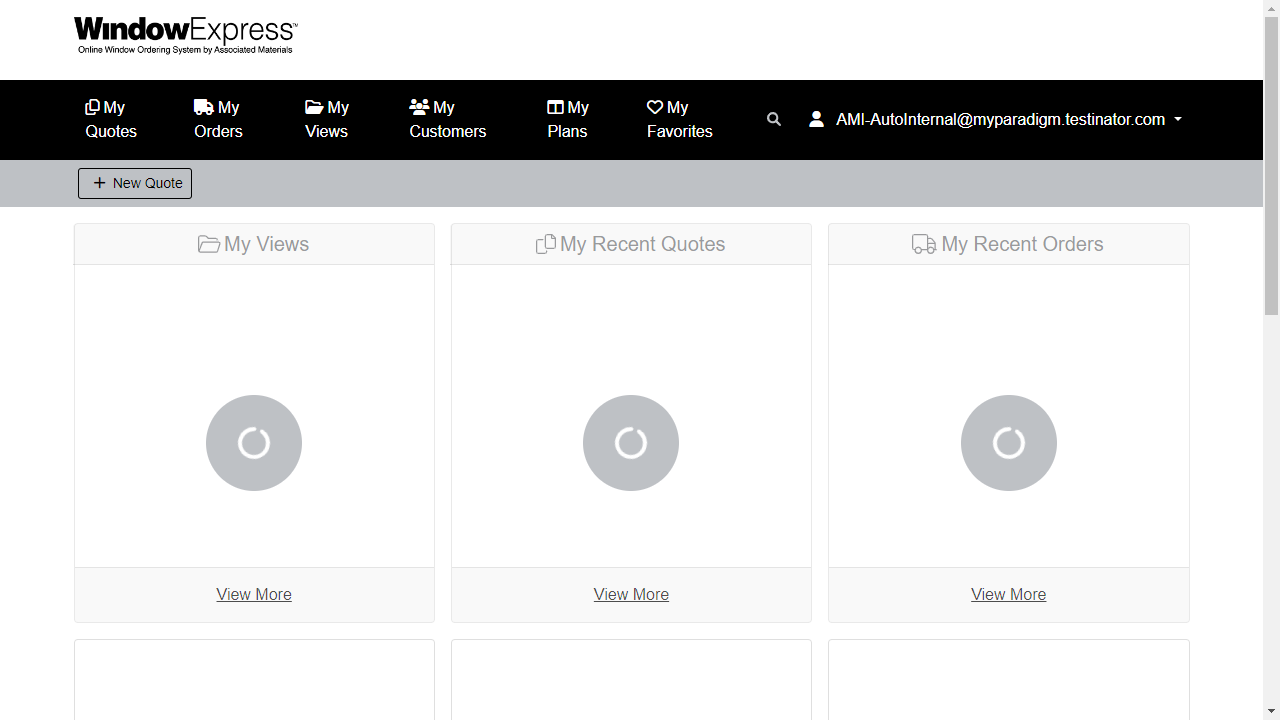 WindowExpress™
Online Window Ordering System by Associated Materials
My Quotes
My Orders
My Views
My Customers
My Plans
My Favorites
AMI-AutoInternal@myparadigm.testinator.com
New Quote
My Views
My Recent Quotes
My Recent Orders
View More
View More
View More